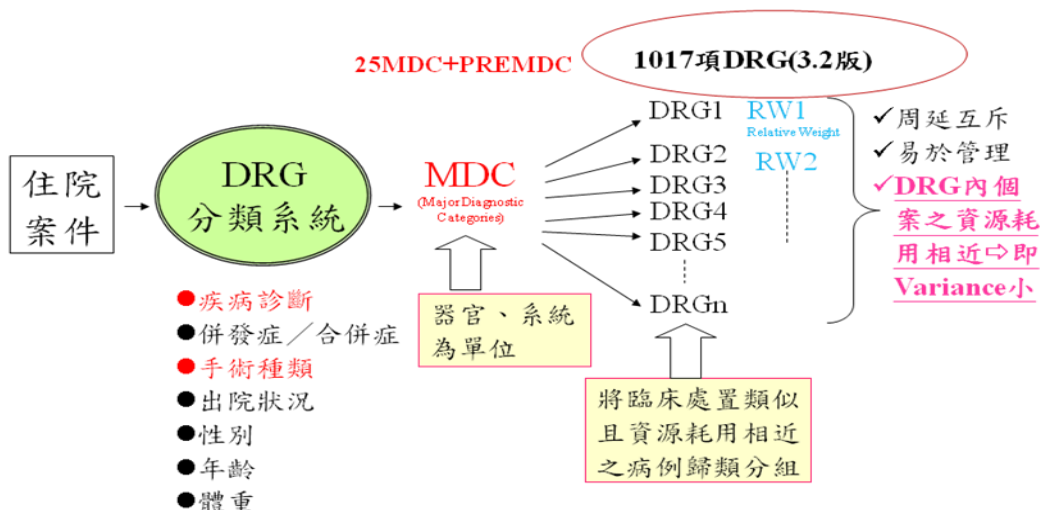 25MDC+PREMDC
1017項DRG(3.2版)
住院
案件
DRG
分類系統
MDC
(Major Diagnostic
Categories)
DRG1
RW1
Relative Weight
DRG2
RW2
DRG3
DRG4
DRG5
DRGn
✓周延互斥
✓易於管理
✓DRG內個
案之資源耗
用相近⇨即
Variance小
●疾病診斷
●併發症／合併症
●手術種類
●出院狀況
●性別
●年齡
●體重
器官、系統
為單位
將臨床處置類似
且資源耗用相近
之病例歸類分組